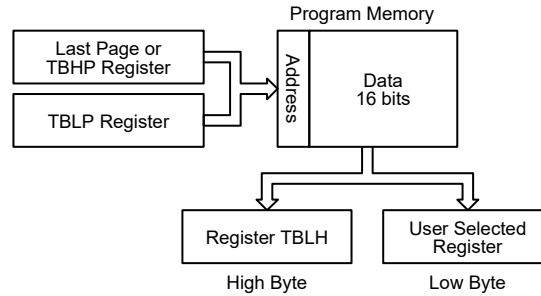 Program Memory
Last Page or
TBHP Register
TBLP Register
Address
Data
16 bits
Register TBLH
User Selected
Register
High Byte
Low Byte